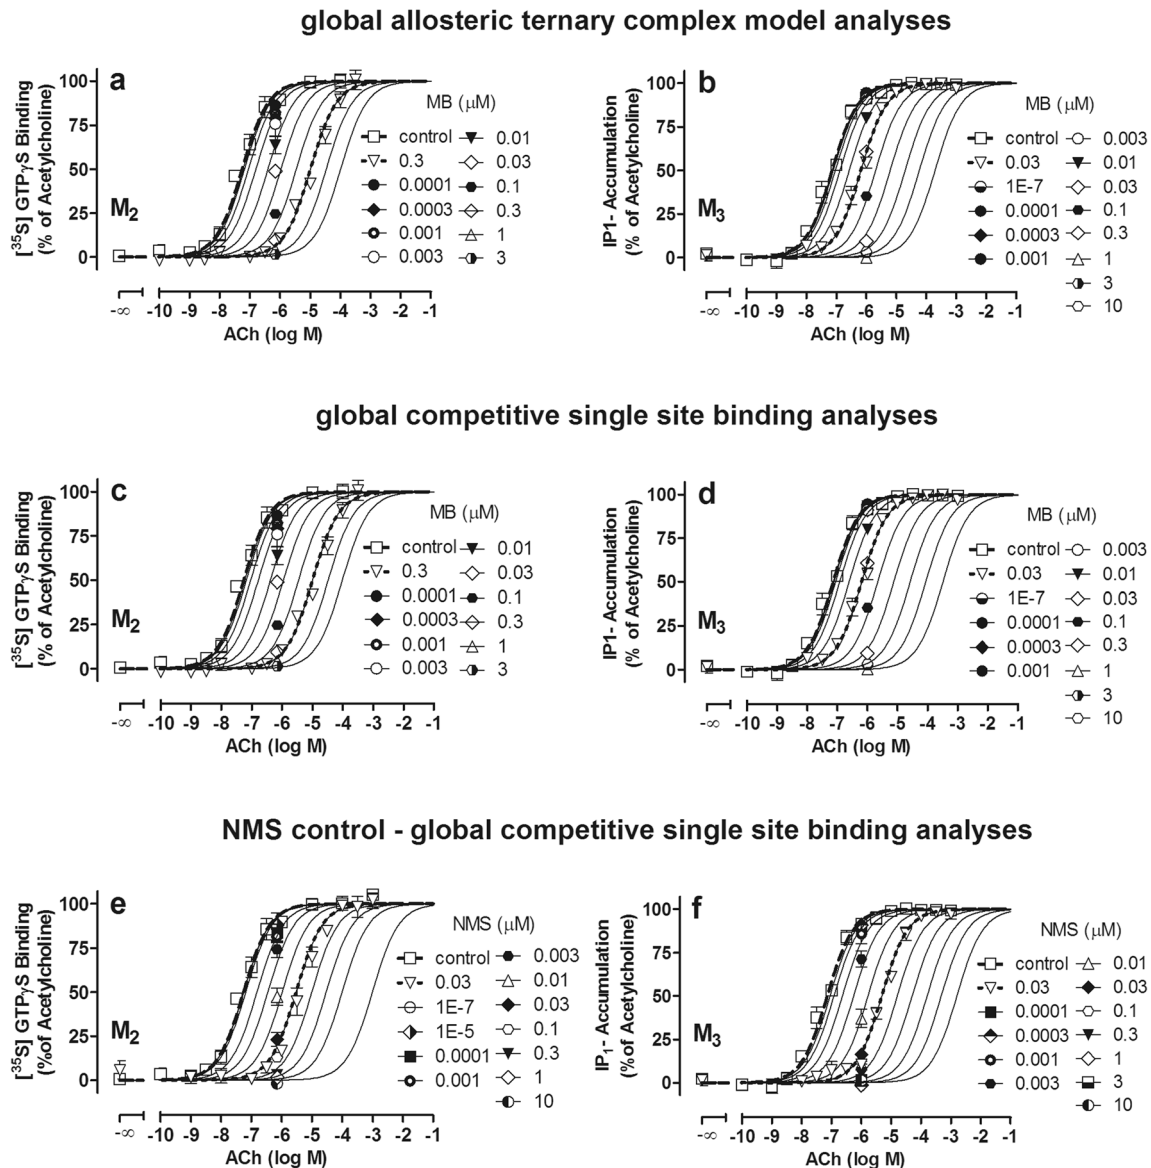 global allosteric ternary complex model analyses
a
[³⁵S] GTPγS Binding
(% of Acetylcholine)
100
75
50
25
0
M₂
MB (μM)
control
0.3
0.0001
0.0003
0.001
0.003
0.01
0.03
0.1
0.3
1
3
-∞ -10 -9 -8 -7 -6 -5 -4 -3 -2 -1
ACh (log M)
b
IP1- Accumulation
(% of Acetylcholine)
100
75
50
25
0
M₃
MB (μM)
control
0.03
1E-7
0.0001
0.0003
0.001
0.003
0.01
0.03
0.1
0.3
1
3
10
-∞ -10 -9 -8 -7 -6 -5 -4 -3 -2 -1
ACh (log M)
global competitive single site binding analyses
c
[³⁵S] GTPγS Binding
(% of Acetylcholine)
100
75
50
25
0
M₂
MB (μM)
control
0.3
0.0001
0.0003
0.001
0.003
0.01
0.03
0.1
0.3
1
3
-∞ -10 -9 -8 -7 -6 -5 -4 -3 -2 -1
ACh (log M)
d
IP1- Accumulation
(% of Acetylcholine)
100
75
50
25
0
M₃
MB (μM)
control
0.03
1E-7
0.0001
0.0003
0.001
0.003
0.01
0.03
0.1
0.3
1
3
10
-∞ -10 -9 -8 -7 -6 -5 -4 -3 -2 -1
ACh (log M)
NMS control - global competitive single site binding analyses
e
[³⁵S] GTPγS Binding
(%of Acetylcholine)
100
75
50
25
0
M₂
NMS (μM)
control
0.03
1E-7
1E-5
0.0001
0.001
0.003
0.01
0.03
0.1
0.3
1
10
-∞ -10 -9 -8 -7 -6 -5 -4 -3 -2 -1
ACh (log M)
f
IP₁- Accumulation
(%of Acetylcholine)
100
75
50
25
0
M₃
NMS (μM)
control
0.03
0.0001
0.0003
0.001
0.003
0.01
0.03
0.1
0.3
1
3
10
-∞ -10 -9 -8 -7 -6 -5 -4 -3 -2 -1
ACh (log M)